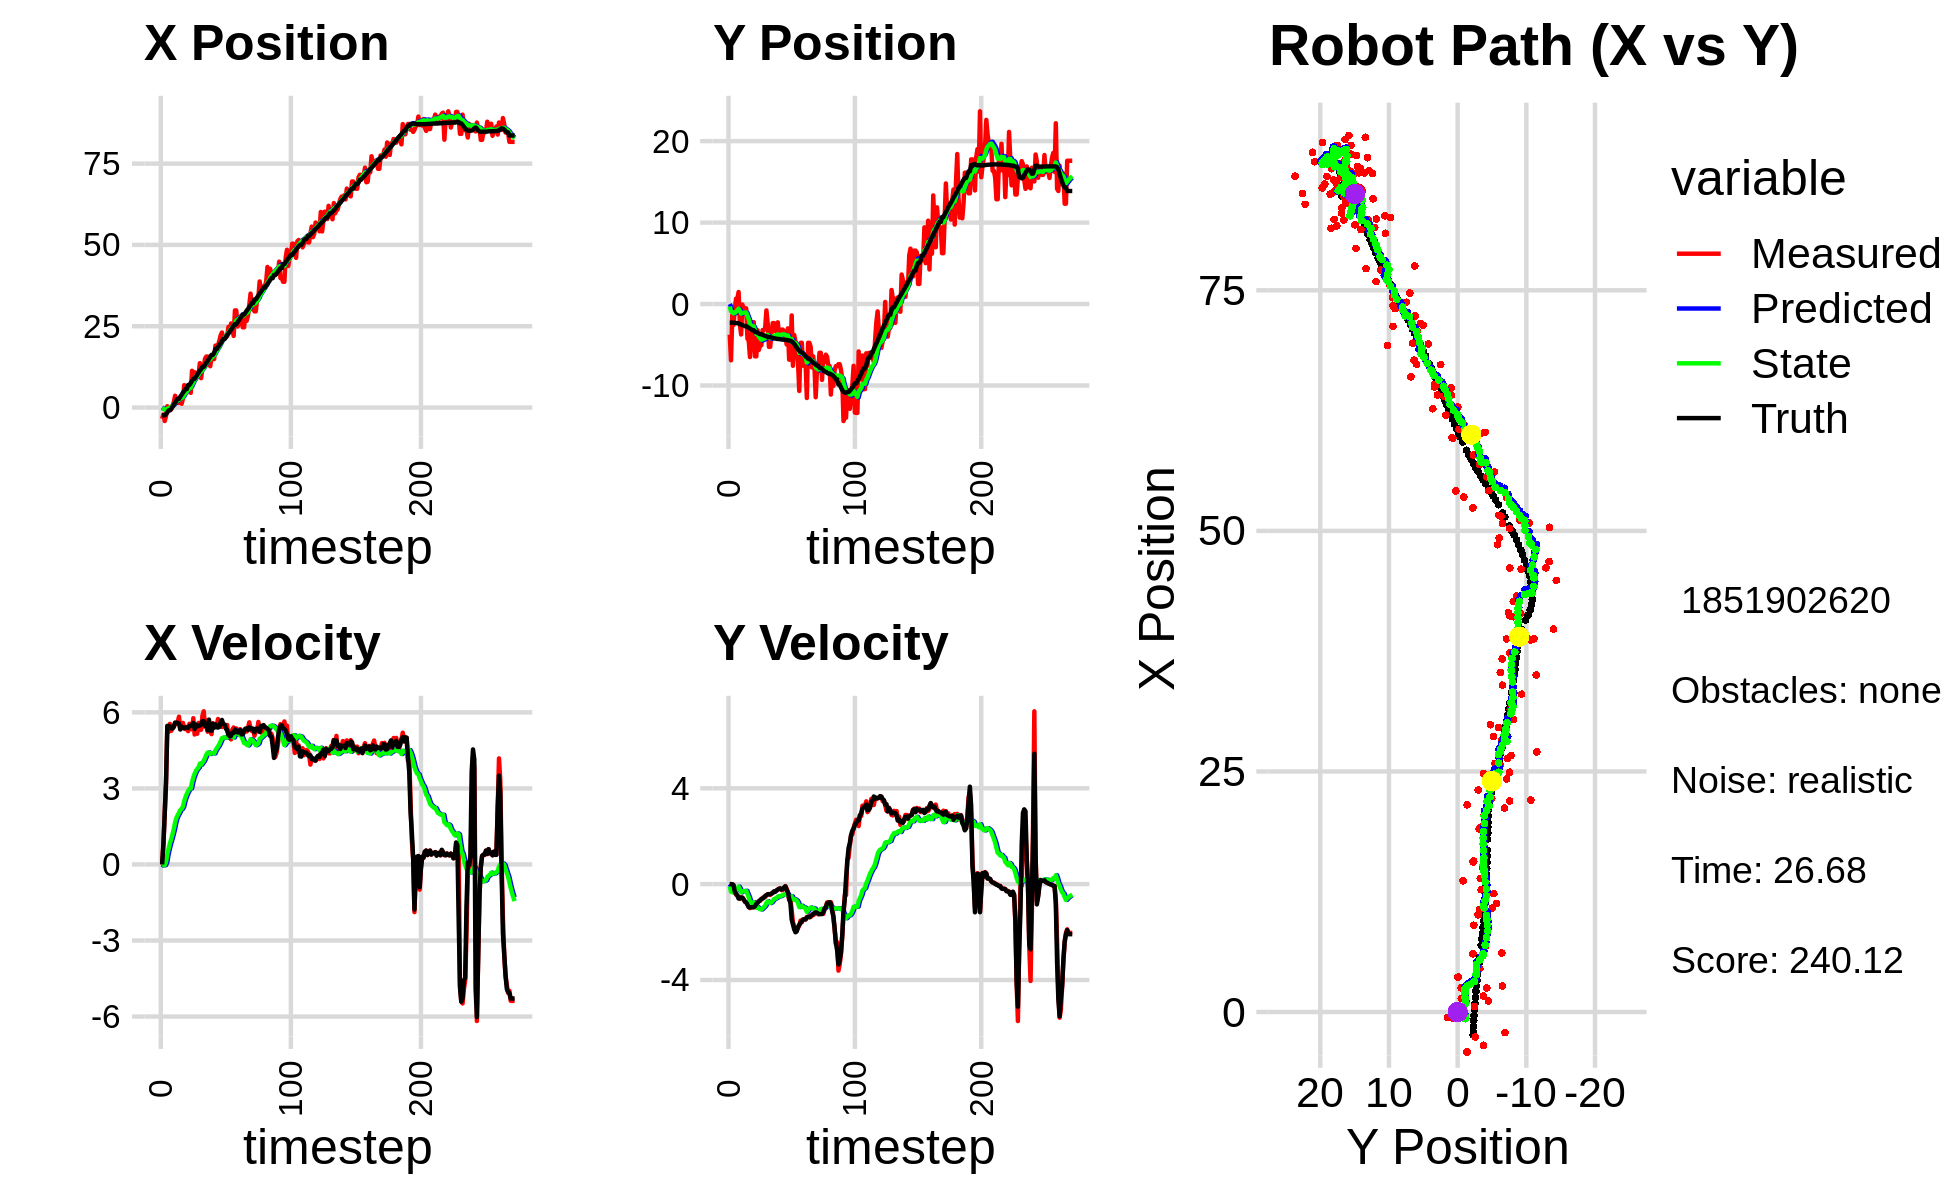 X Position
75
50
25
0
0
100
200
timestep
Y Position
20
10
0
-10
0
100
200
timestep
X Velocity
6
3
0
-3
-6
0
100
200
timestep
Y Velocity
4
0
-4
0
100
200
timestep
Robot Path (X vs Y)
X Position
75
50
25
0
20 10 0 -10 -20
Y Position
variable
Measured
Predicted
State
Truth
1851902620
Obstacles: none
Noise: realistic
Time: 26.68
Score: 240.12